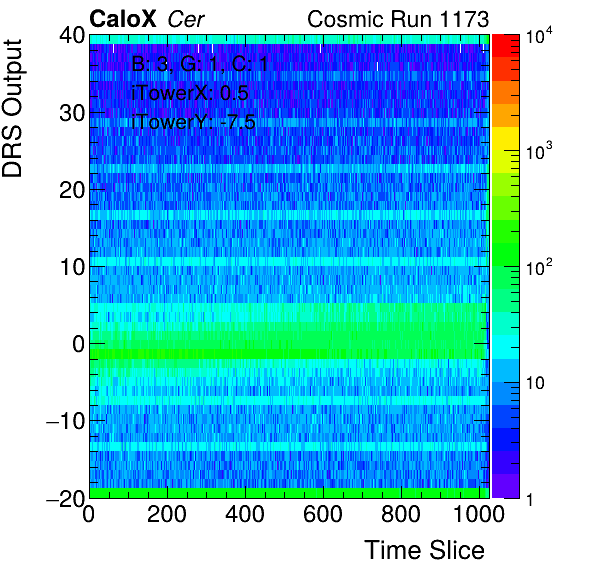 CaloX Cer
Cosmic Run 1173
DRS Output
B: 3, G: 1, C: 1
iTowerX: 0.5
iTowerY: -7.5
40
30
20
10
0
−10
−20
0 200 400 600 800 1000
Time Slice
10⁴
10³
10²
10
1